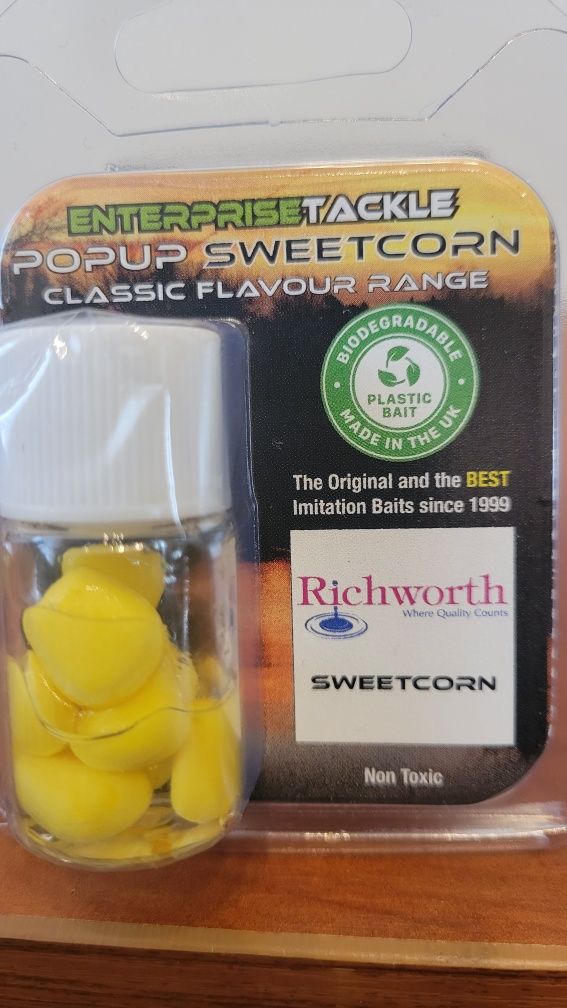 ENTERPRISETACKLE
POPUP SWEETCORN
CLASSIC FLAVOUR RANGE
BIODEGRADABLE
PLASTIC
BAIT
MADE IN THE UK
The Original and the BEST
Imitation Baits since 1999
Richworth
Where Quality Counts
SWEETCORN
Non Toxic